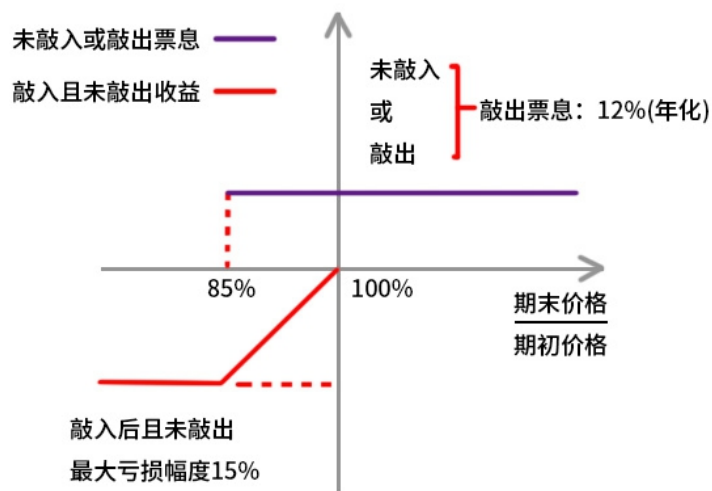 未敲入或敲出票息
敲入且未敲出收益
未敲入
或
敲出
敲出票息：12%(年化)
85%
100%
期末价格
期初价格
敲入后且未敲出
最大亏损幅度15%